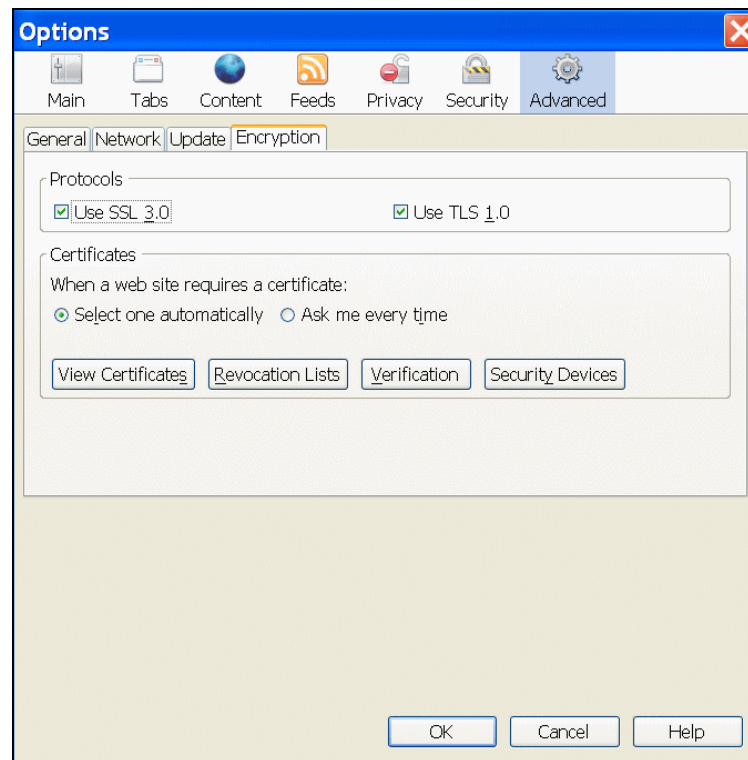 Options
Main Tabs Content Feeds Privacy Security Advanced
General Network Update Encryption
Protocols
Use SSL 3.0 Use TLS 1.0
Certificates
When a web site requires a certificate:
Select one automatically Ask me every time
View Certificates Revocation Lists Verification Security Devices
OK Cancel Help